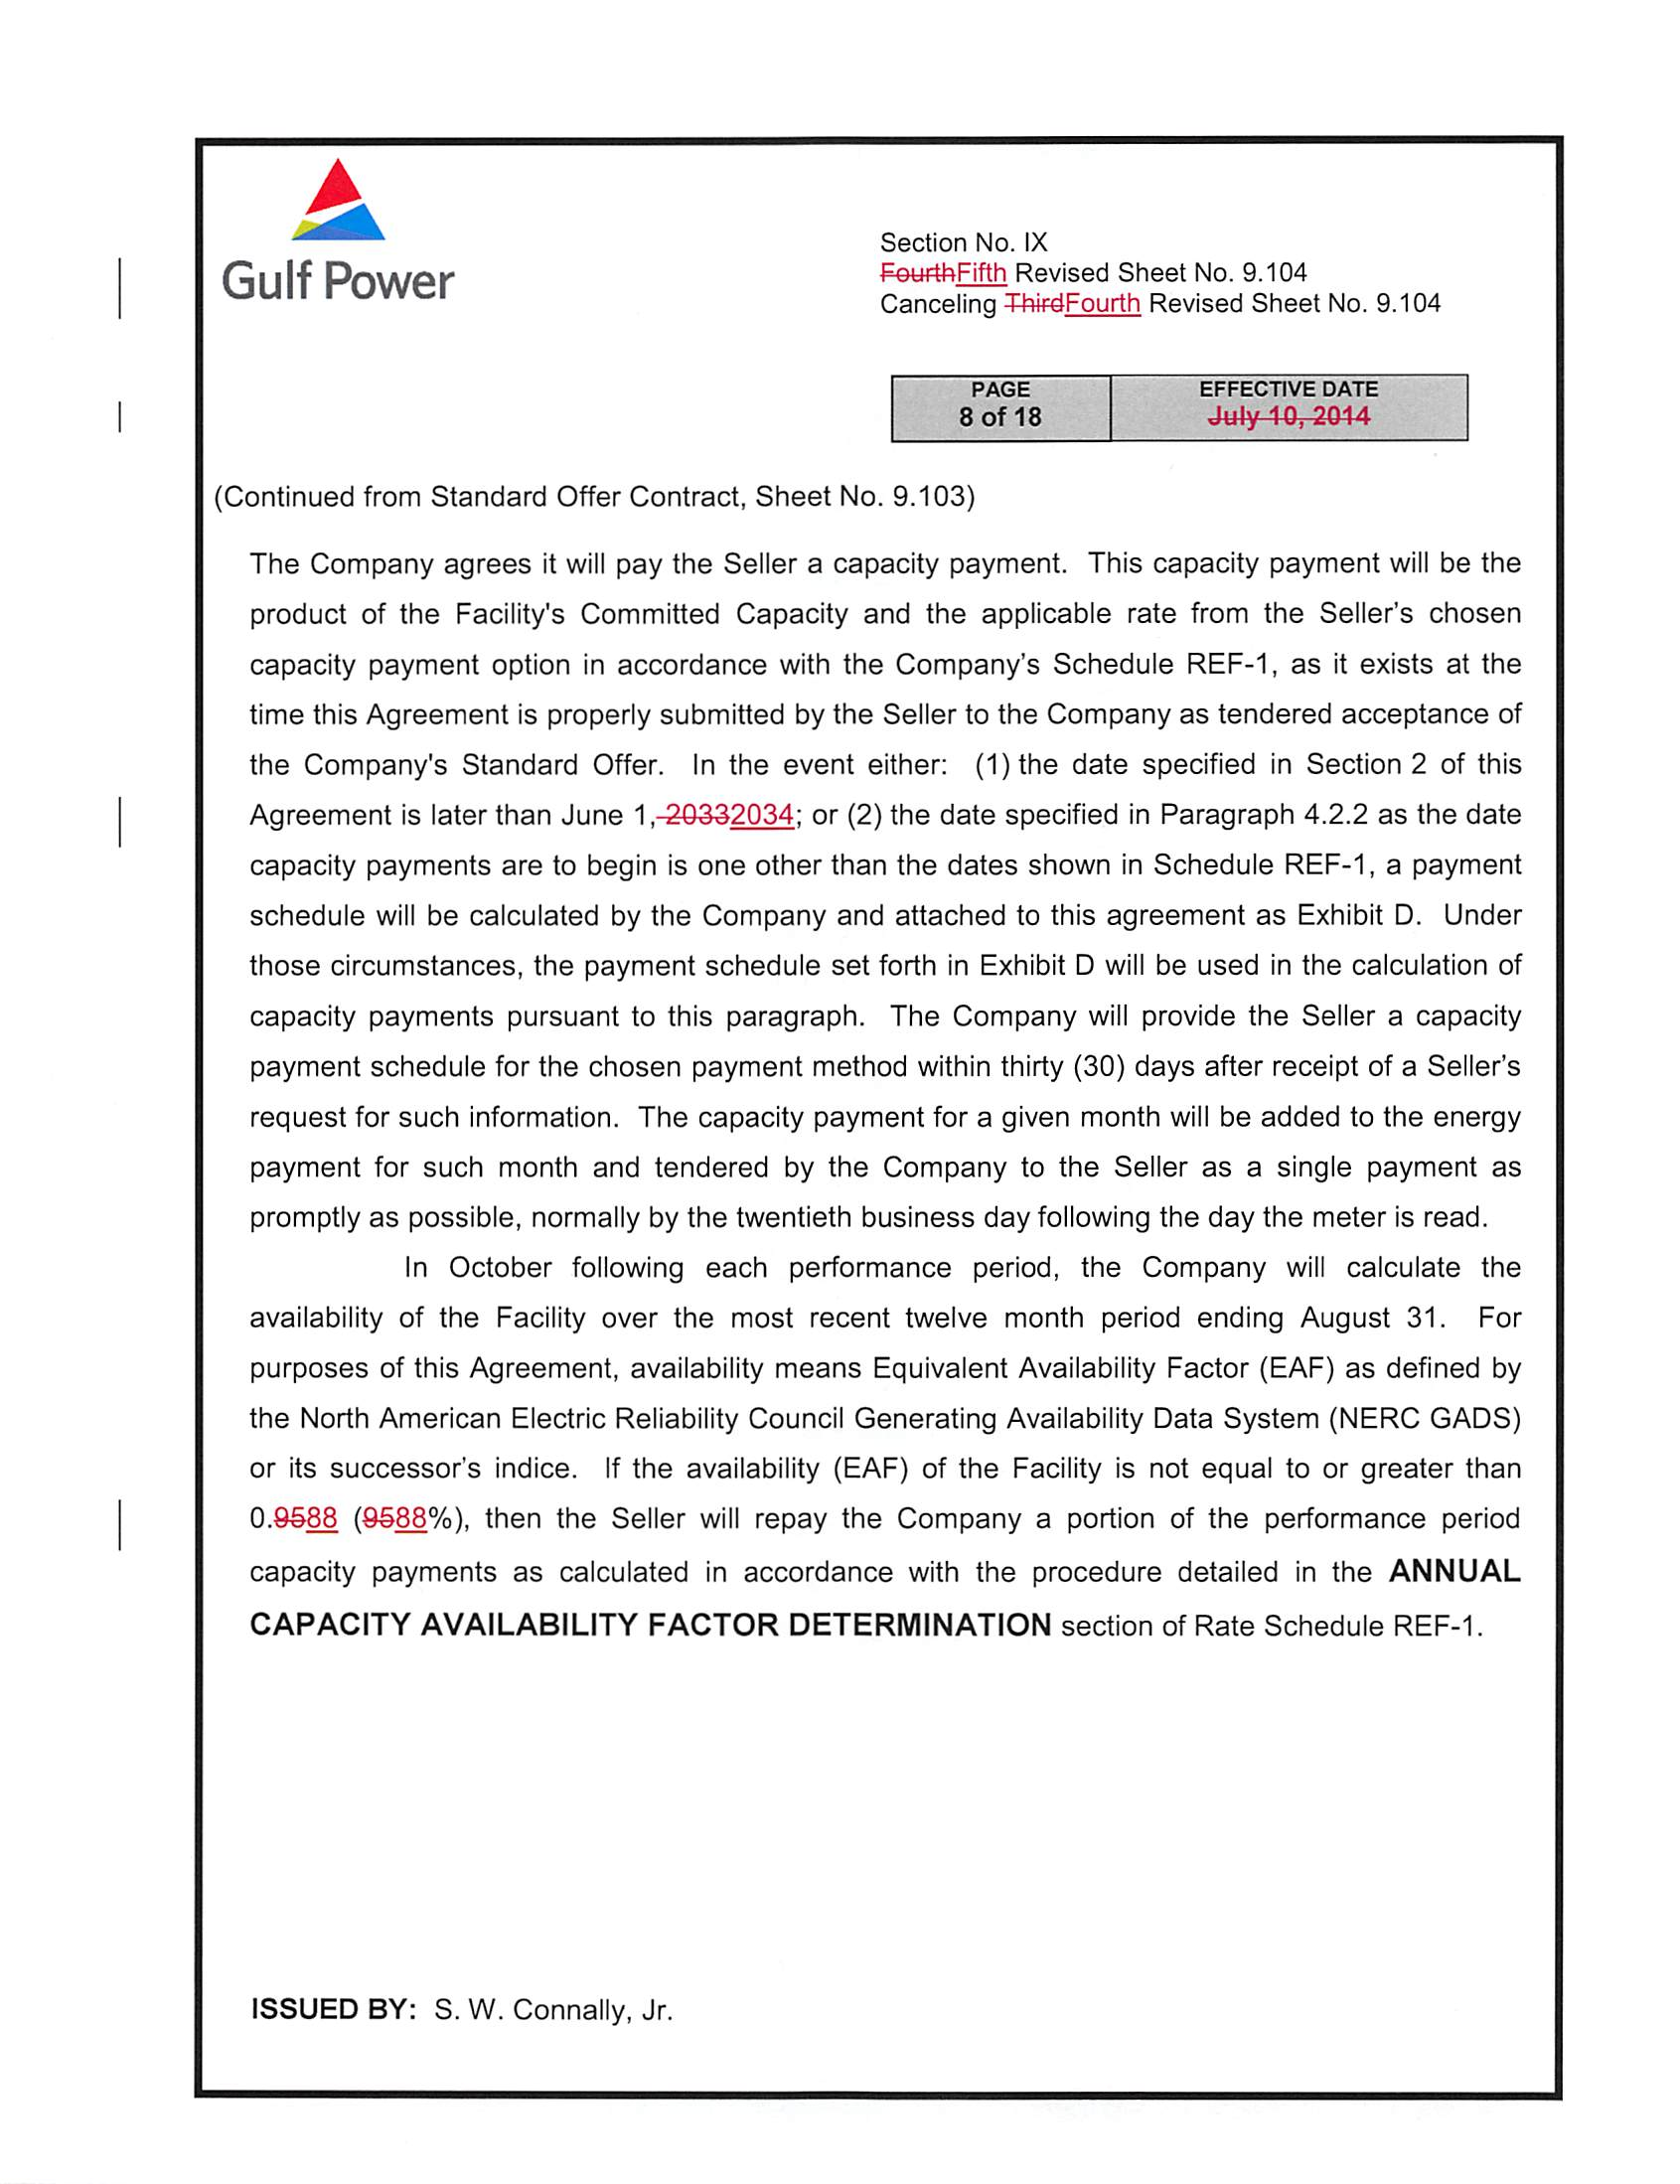 Gulf Power
Section No. IX
FourthFifth Revised Sheet No. 9.104
Canceling ThirdFourth Revised Sheet No. 9.104
PAGE
8 of 18
EFFECTIVE DATE
July 10, 2014
(Continued from Standard Offer Contract, Sheet No. 9.103)
The Company agrees it will pay the Seller a capacity payment. This capacity payment will be the
product of the Facility's Committed Capacity and the applicable rate from the Seller's chosen
capacity payment option in accordance with the Company's Schedule REF-1, as it exists at the
time this Agreement is properly submitted by the Seller to the Company as tendered acceptance of
the Company's Standard Offer. In the event either: (1) the date specified in Section 2 of this
Agreement is later than June 1, 20332034; or (2) the date specified in Paragraph 4.2.2 as the date
capacity payments are to begin is one other than the dates shown in Schedule REF-1, a payment
schedule will be calculated by the Company and attached to this agreement as Exhibit D. Under
those circumstances, the payment schedule set forth in Exhibit D will be used in the calculation of
capacity payments pursuant to this paragraph. The Company will provide the Seller a capacity
payment schedule for the chosen payment method within thirty (30) days after receipt of a Seller's
request for such information. The capacity payment for a given month will be added to the energy
payment for such month and tendered by the Company to the Seller as a single payment as
promptly as possible, normally by the twentieth business day following the day the meter is read.
In October following each performance period, the Company will calculate the
availability of the Facility over the most recent twelve month period ending August 31. For
purposes of this Agreement, availability means Equivalent Availability Factor (EAF) as defined by
the North American Electric Reliability Council Generating Availability Data System (NERC GADS)
or its successor's indice. If the availability (EAF) of the Facility is not equal to or greater than
0.9588 (9588%), then the Seller will repay the Company a portion of the performance period
capacity payments as calculated in accordance with the procedure detailed in the ANNUAL
CAPACITY AVAILABILITY FACTOR DETERMINATION section of Rate Schedule REF-1.
ISSUED BY: S. W. Connally, Jr.